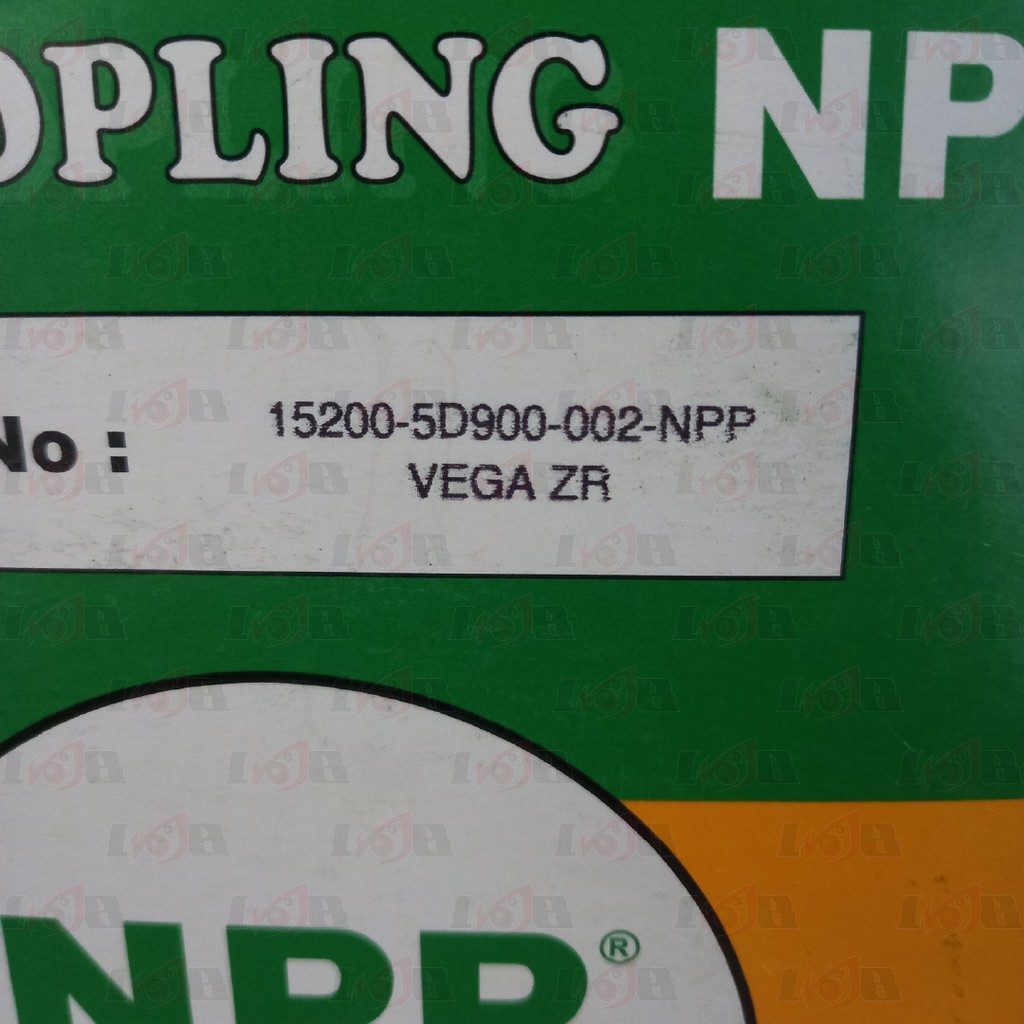 OPLING NP
No :
15200-5D900-002-NPP
VEGA ZR
NPP®